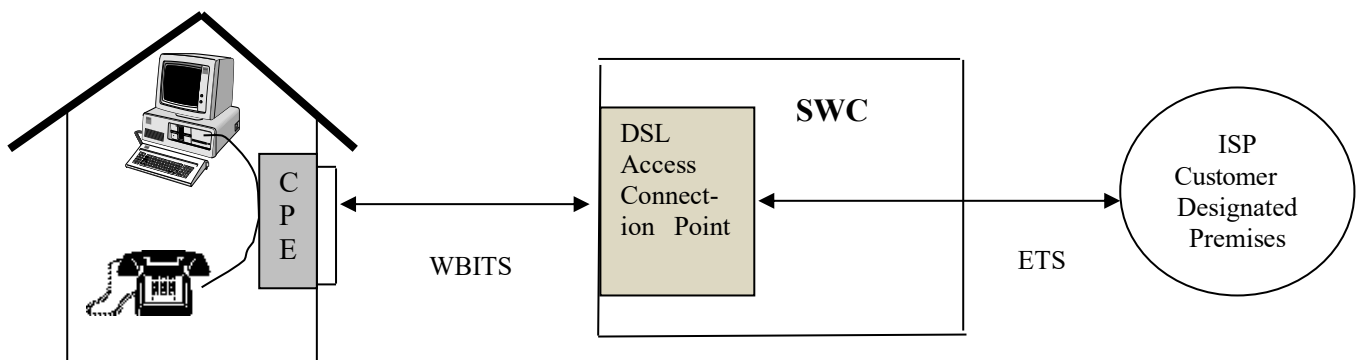 C
P
E
WBITS
DSL
Access
Connect-
ion Point
SWC
ETS
ISP
Customer
Designated
Premises